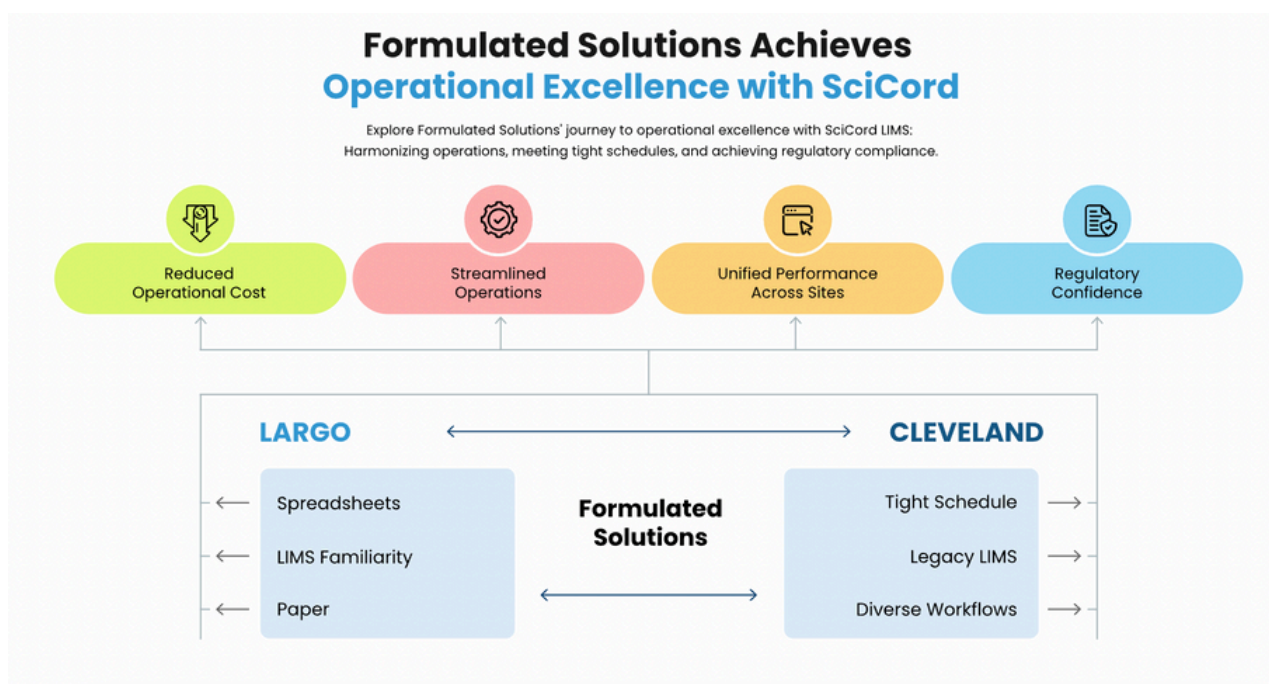 Formulated Solutions Achieves
Operational Excellence with SciCord
Explore Formulated Solutions' journey to operational excellence with SciCord LIMS:
Harmonizing operations, meeting tight schedules, and achieving regulatory compliance.
Reduced
Operational Cost
Streamlined
Operations
Unified Performance
Across Sites
Regulatory
Confidence
LARGO
CLEVELAND
Spreadsheets
LIMS Familiarity
Paper
Formulated
Solutions
Tight Schedule
Legacy LIMS
Diverse Workflows